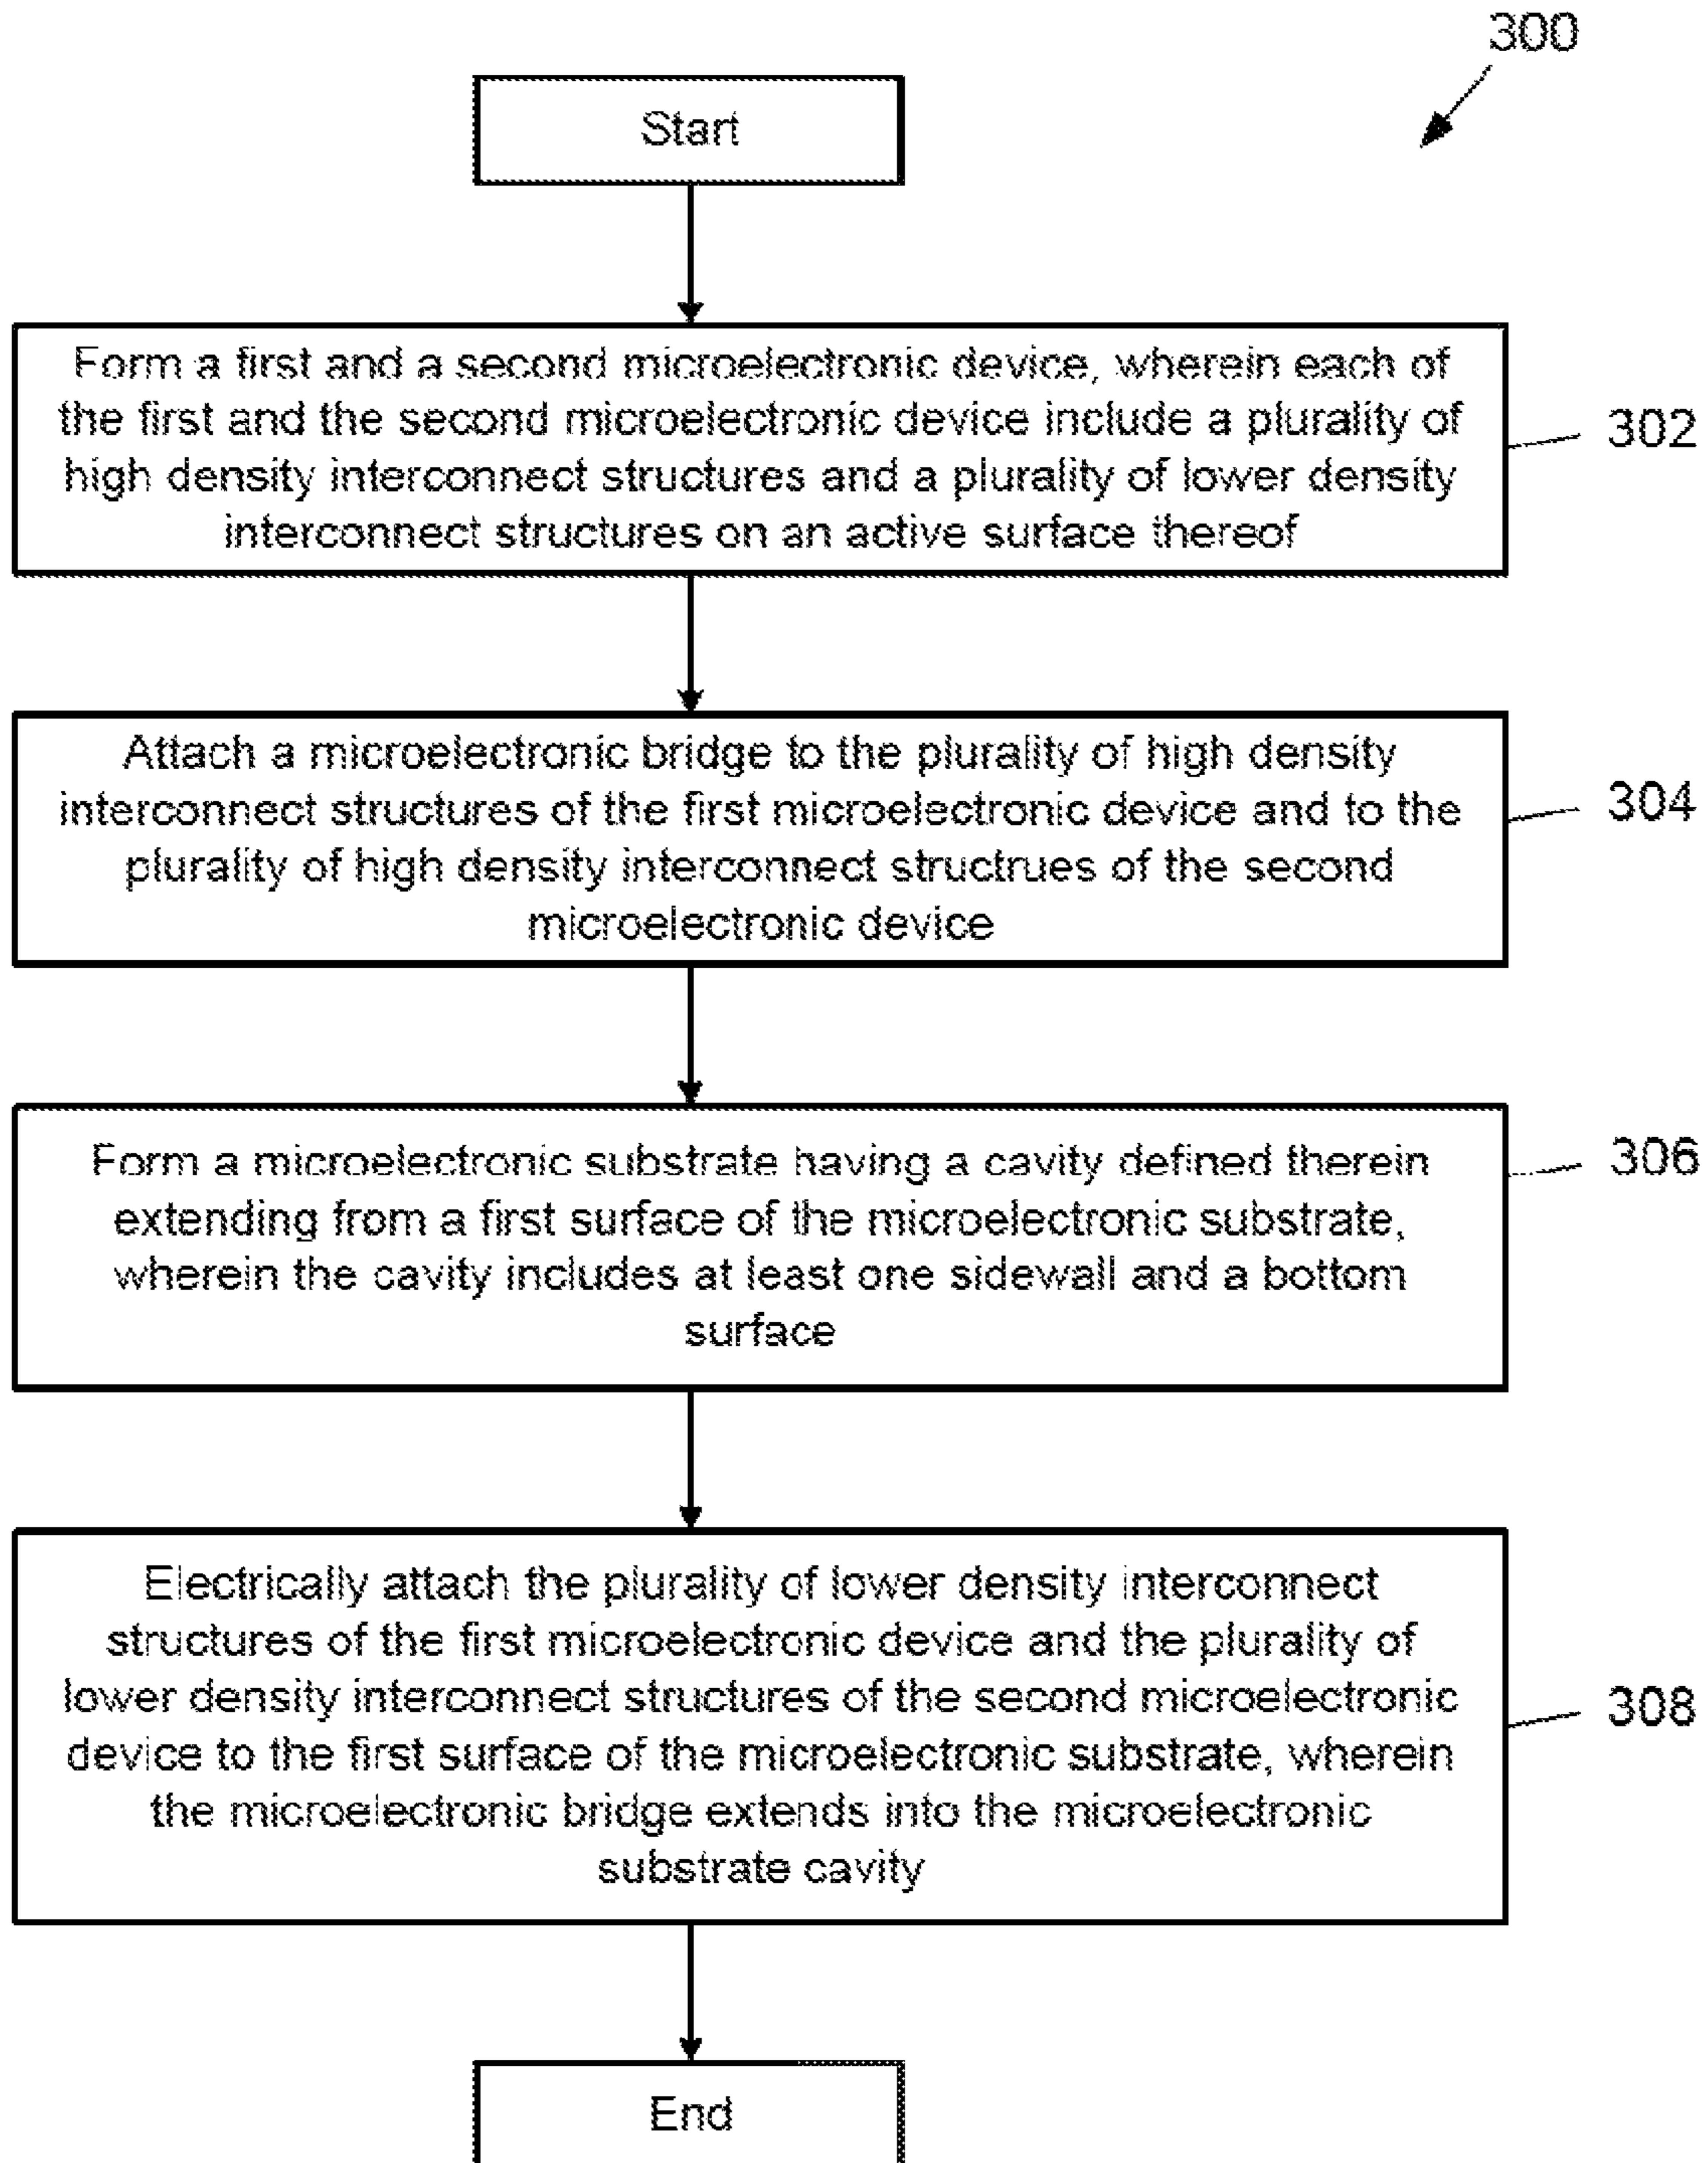 300
Start
Form a first and a second microelectronic device, wherein each of
the first and the second microelectronic device include a plurality of
high density interconnect structures and a plurality of lower density
interconnect structures on an active surface thereof
302
Attach a microelectronic bridge to the plurality of high density
interconnect structures of the first microelectronic device and to the
plurality of high density interconnect structrues of the second
microelectronic device
304
Form a microelectronic substrate having a cavity defined therein
extending from a first surface of the microelectronic substrate,
wherein the cavity includes at least one sidewall and a bottom
surface
306
Electrically attach the plurality of lower density interconnect
structures of the first microelectronic device and the plurality of
lower density interconnect structures of the second microelectronic
device to the first surface of the microelectronic substrate, wherein
the microelectronic bridge extends into the microelectronic
substrate cavity
308
End